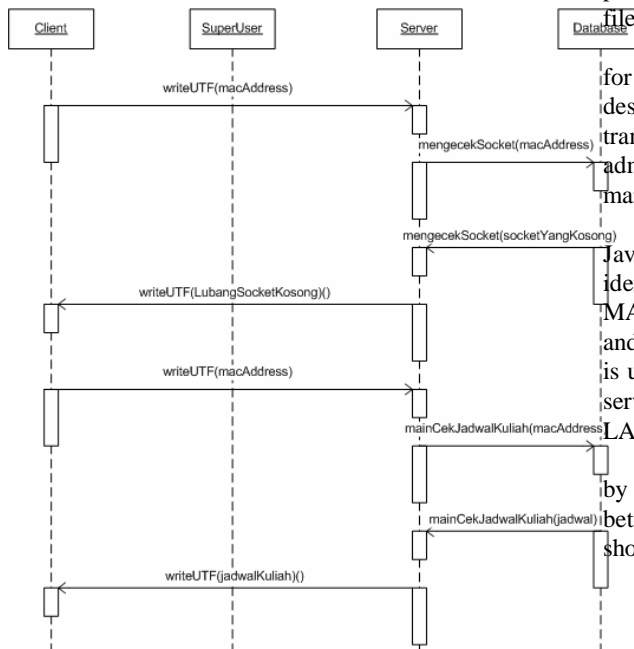 Client SuperUser Server Database
writeUTF(macAddress)
mengecekSocket(macAddress)
mengecekSocket(socketYangKosong)
writeUTF(LubangSocketKosong)()
writeUTF(macAddress)
mainCekJadwalKuliah(macAddress
mainCekJadwalKuliah(jadwal)
writeUTF(jadwalKuliah)()
file
for
des
tran
adm
mai
Jav
ide
MA
and
is u
serv
LA
by
bet
sho